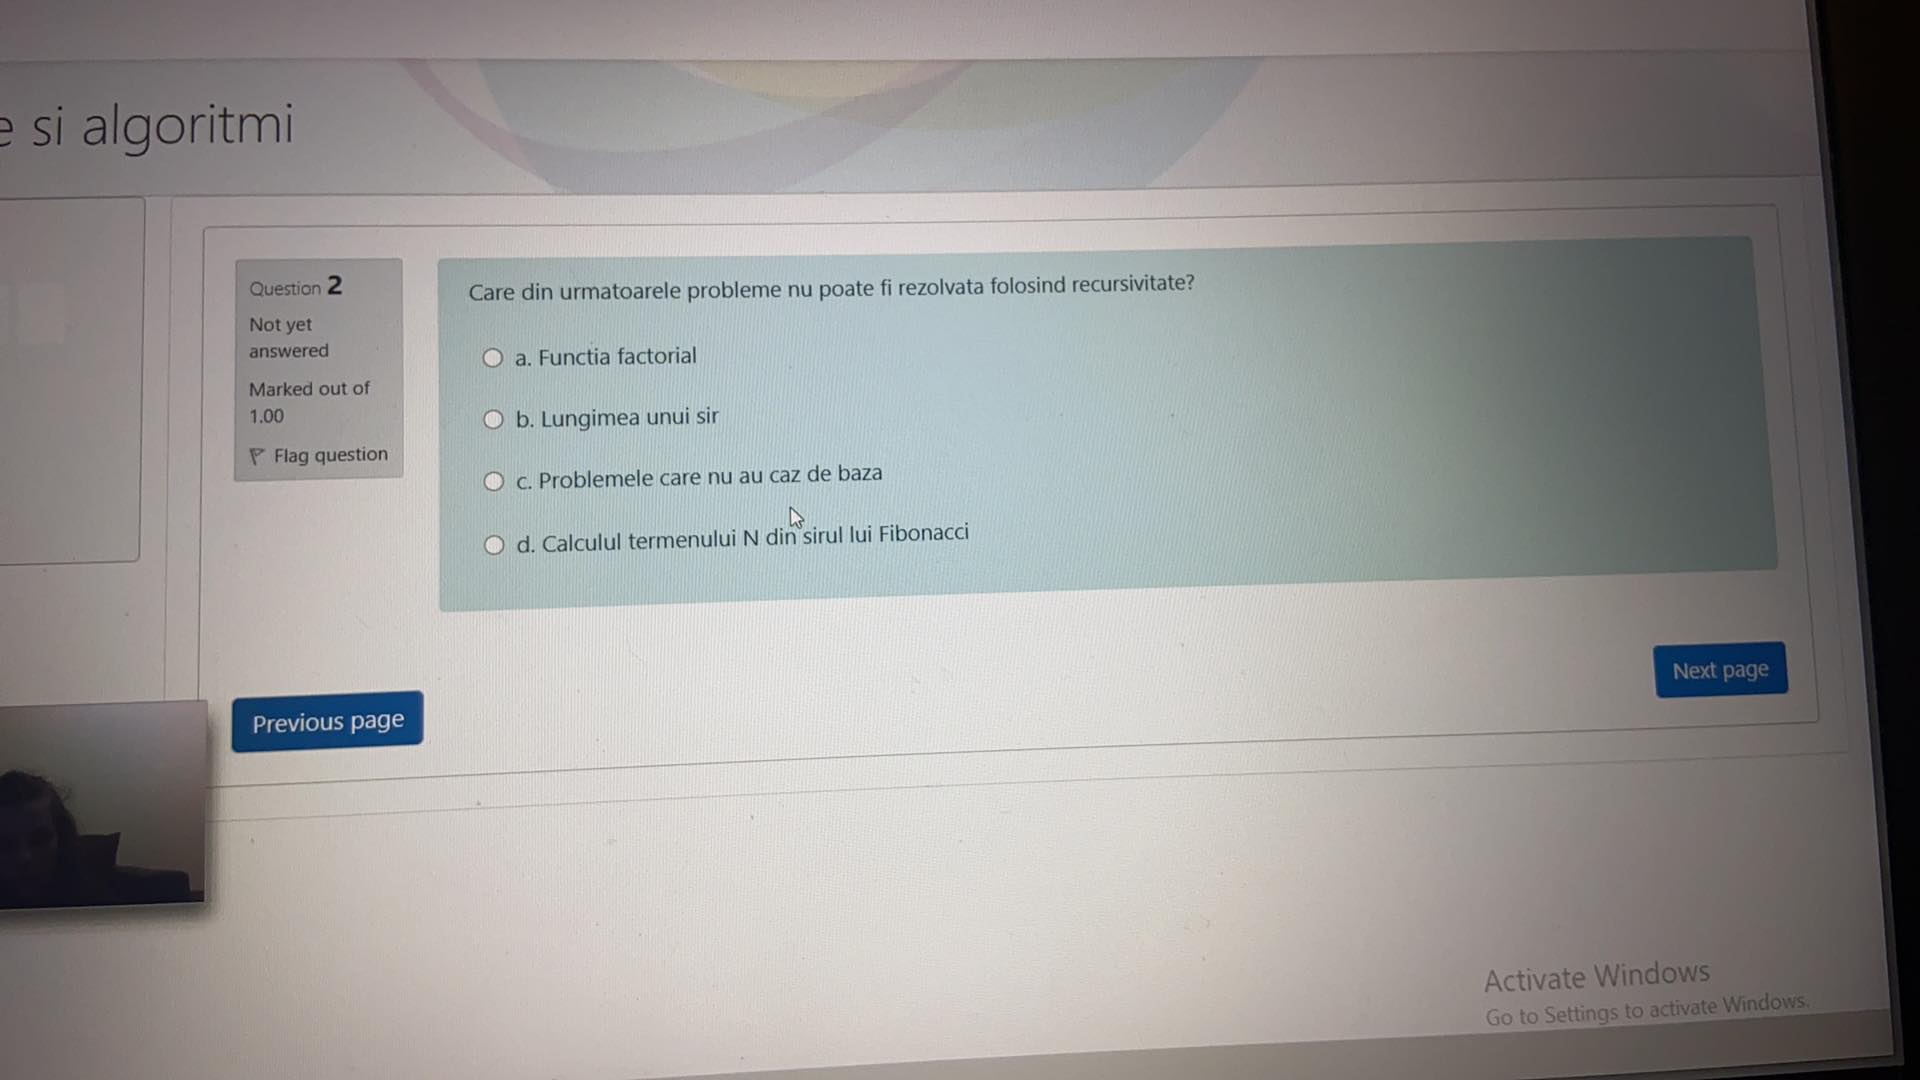 e si algoritmi
Question 2
Not yet
answered
Marked out of
1.00
Flag question
Care din urmatoarele probleme nu poate fi rezolvata folosind recursivitate?
a. Functia factorial
b. Lungimea unui sir
c. Problemele care nu au caz de baza
d. Calculul termenului N din sirul lui Fibonacci
Previous page
Next page
Activate Windows
Go to Settings to activate Windows.